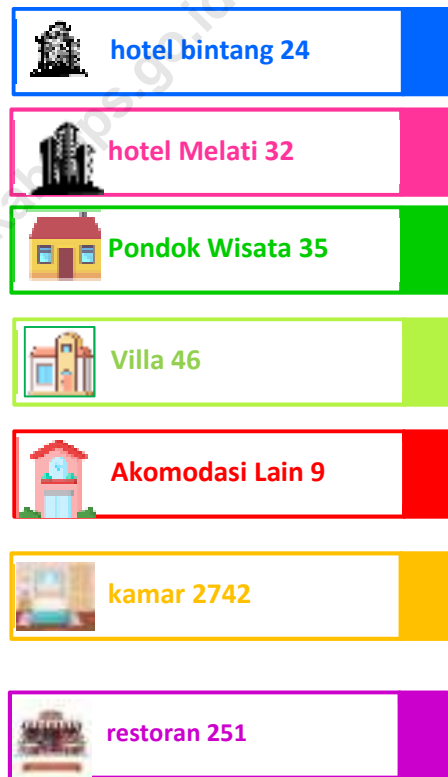 hotel bintang 24
hotel Melati 32
Pondok Wisata 35
Villa 46
Akomodasi Lain 9
kamar 2742
restoran 251